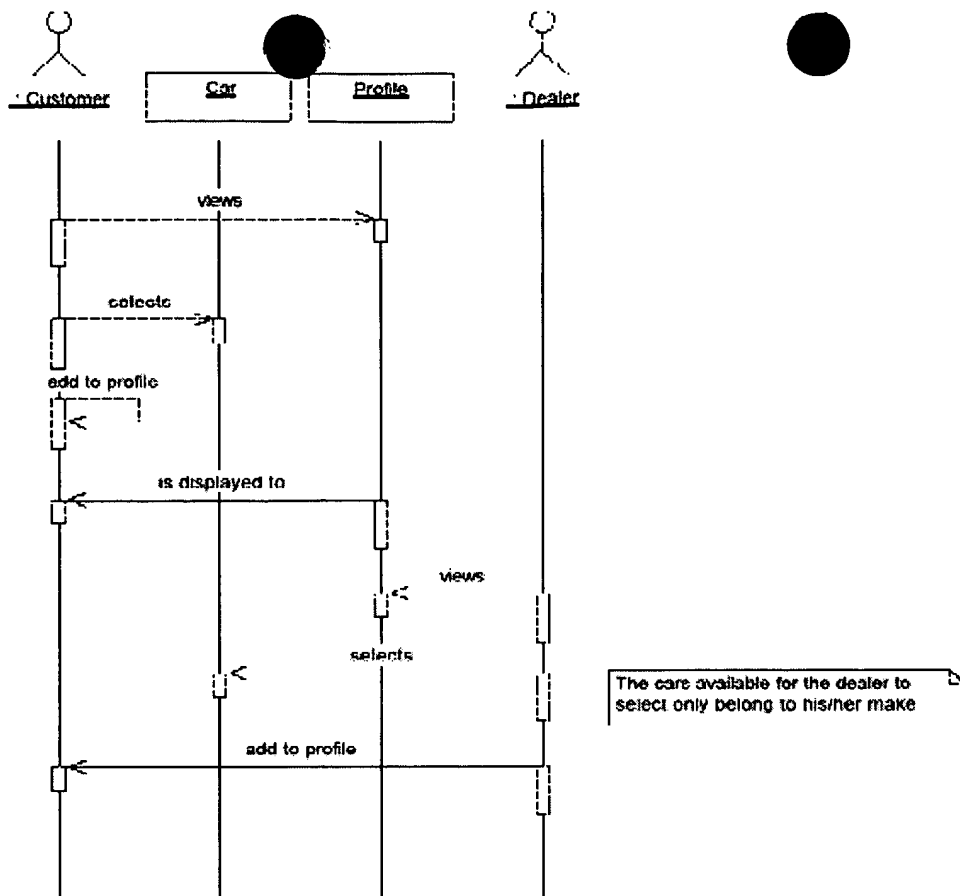 : Customer
Car
Profile
: Dealer
views
selects
add to profile
is displayed to
views
selects
The cars available for the dealer to
select only belong to his/her make
add to profile